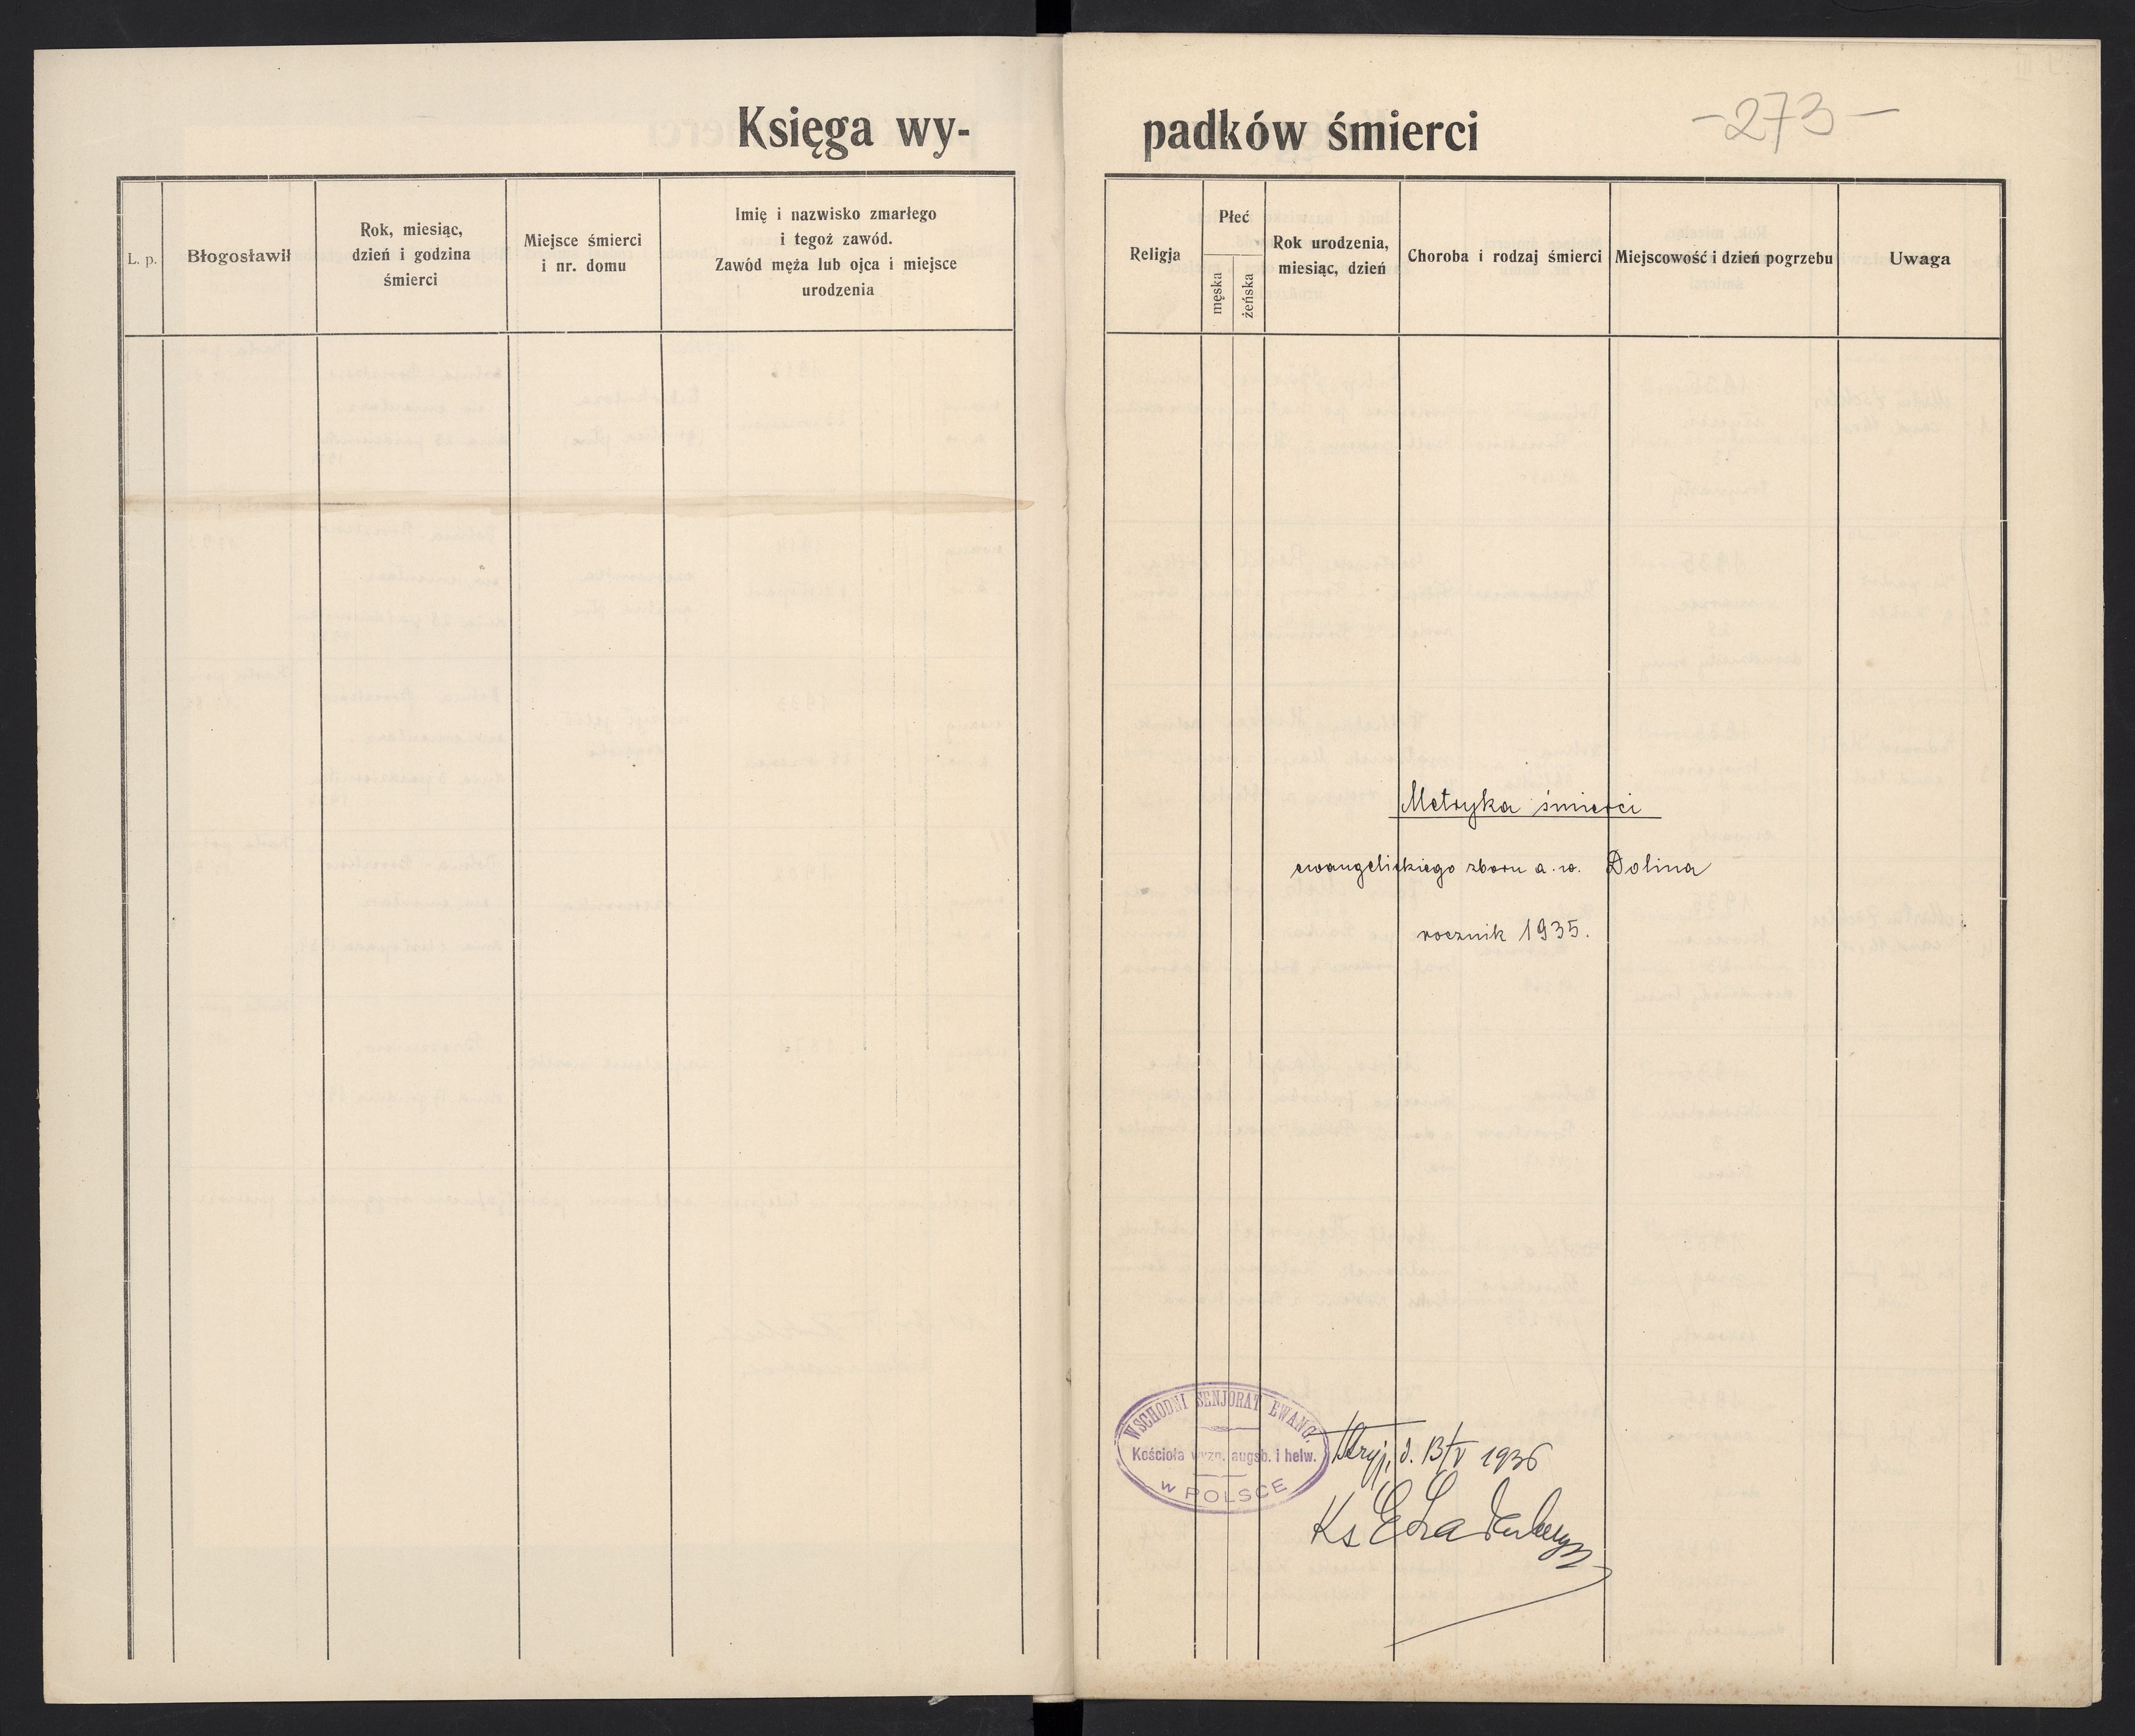 Księga wy-
L. p.
Błogosławił
Rok, miesiąc,
dzień i godzina
śmierci
Miejsce śmierci
i nr. domu
Imię i nazwisko zmarłego
i tegoż zawód.
Zawód męża lub ojca i miejsce
urodzenia
padków śmierci
-273-
Religja
Płeć
męska
żeńska
Rok urodzenia,
miesiąc, dzień
Choroba i rodzaj śmierci
Miejscowość i dzień pogrzebu
Uwaga
Metryka śmierci
ewangelickiego zboru a. w. Dolina
rocznik 1935.
WSCHODNI SENJORAT EWANG.
Kościoła wyzn. augsb. i helw.
w POLSCE
Stryj, d. 13/V 1936
Ks